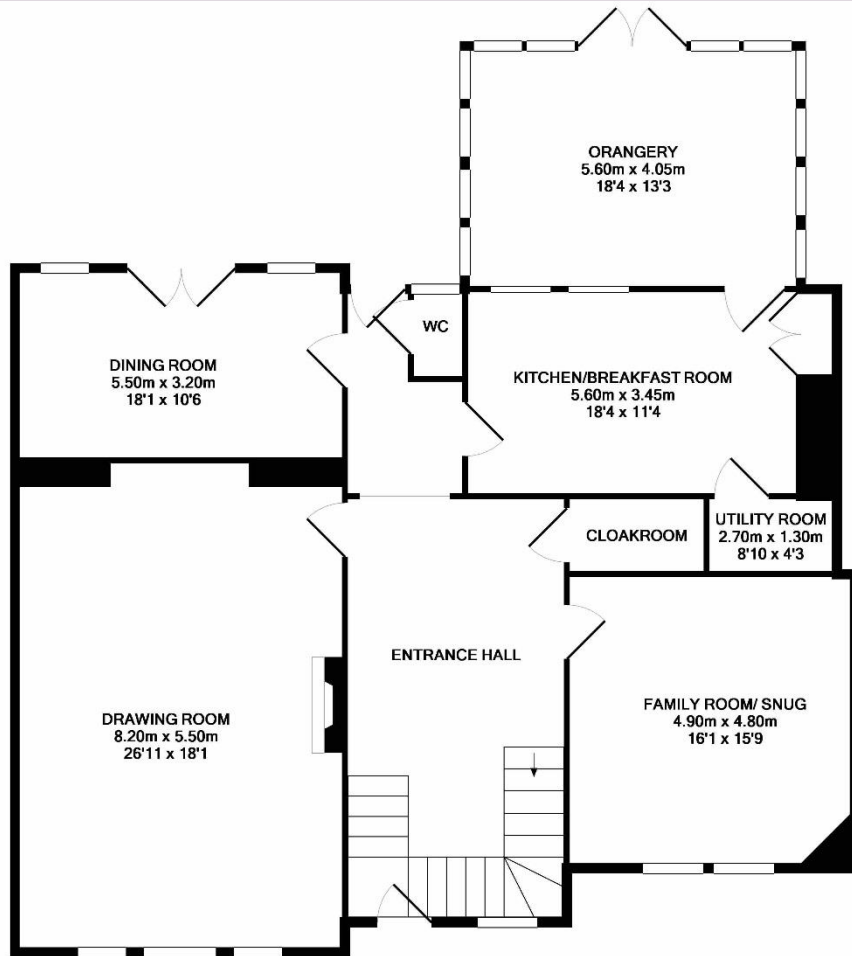 ORANGERY
5.60m x 4.05m
18'4 x 13'3
WC
DINING ROOM
5.50m x 3.20m
18'1 x 10'6
KITCHEN/BREAKFAST ROOM
5.60m x 3.45m
18'4 x 11'4
UTILITY ROOM
2.70m x 1.30m
8'10 x 4'3
CLOAKROOM
ENTRANCE HALL
FAMILY ROOM/ SNUG
4.90m x 4.80m
16'1 x 15'9
DRAWING ROOM
8.20m x 5.50m
26'11 x 18'1